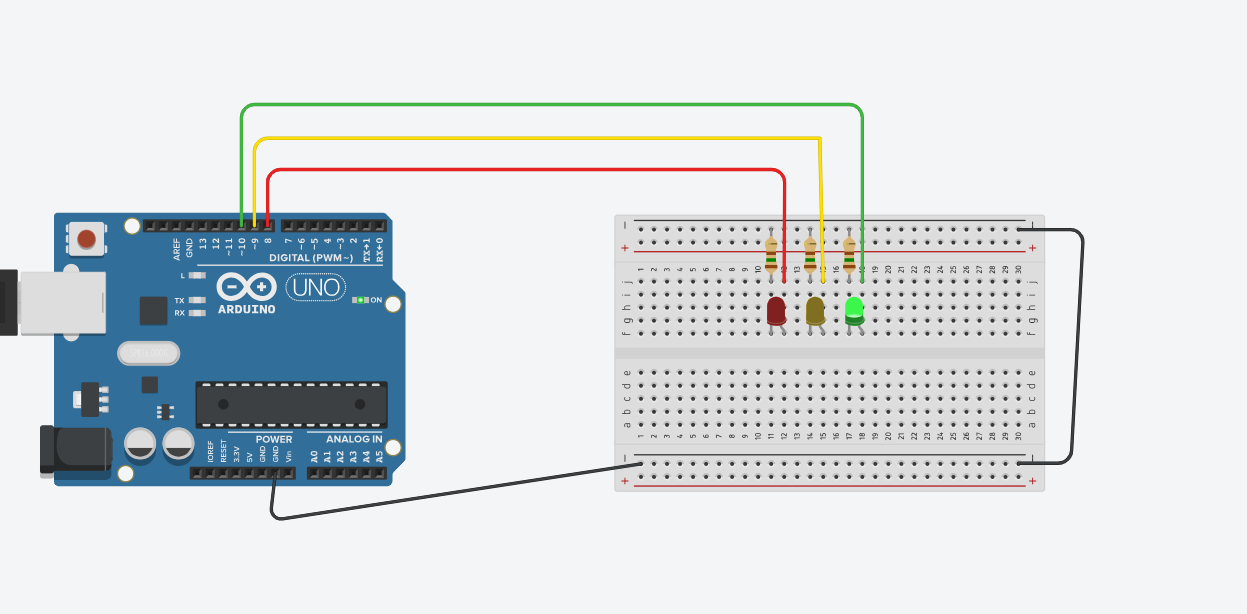 AREF
GND
13
12
~11
~10
~9
8
7
~6
~5
4
~3
2
TX→1
RX←0
DIGITAL (PWM~)
L
TX
RX
ARDUINO
UNO
ON
POWER
ANALOG IN
IOREF
RESET
3.3V
5V
GND
GND
Vin
A0
A1
A2
A3
A4
A5
− −
+ +
1 2 3 4 5 6 7 8 9 10 11 12 13 14 15 16 17 18 19 20 21 22 23 24 25 26 27 28 29 30
j j
i i
h h
g g
f f
e e
d d
c c
b b
a a
1 2 3 4 5 6 7 8 9 10 11 12 13 14 15 16 17 18 19 20 21 22 23 24 25 26 27 28 29 30
− −
+ +